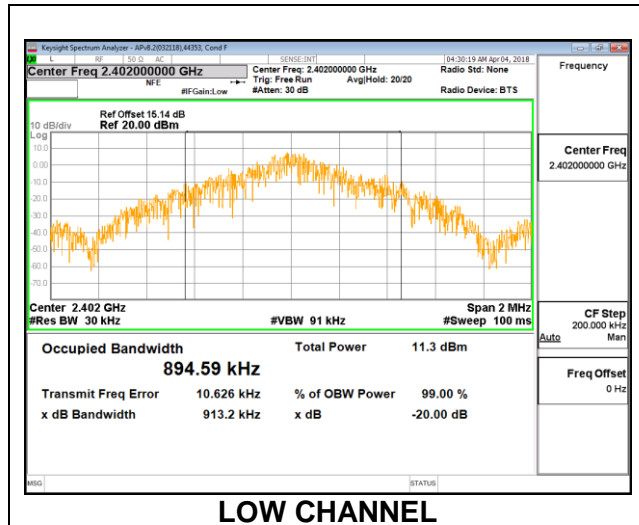 Keysight Spectrum Analyzer - APv8.2(032118),44353, Cond F
L RF 50 Ω AC SENSE:INT 04:30:19 AM Apr 04, 2018
Center Freq 2.402000000 GHz Center Freq: 2.402000000 GHz Radio Std: None Frequency
NFE Trig: Free Run Avg|Hold: 20/20
#IFGain:Low #Atten: 30 dB Radio Device: BTS
Ref Offset 15.14 dB
10 dB/div Ref 20.00 dBm
Log
10.0
0.00
-10.0
-20.0
-30.0
-40.0
-50.0
-60.0
-70.0
Center Freq
2.402000000 GHz
Center 2.402 GHz Span 2 MHz
#Res BW 30 kHz #VBW 91 kHz #Sweep 100 ms
CF Step
200.000 kHz
Auto Man
Occupied Bandwidth Total Power 11.3 dBm
894.59 kHz
Transmit Freq Error 10.626 kHz % of OBW Power 99.00 %
x dB Bandwidth 913.2 kHz x dB -20.00 dB
Freq Offset
0 Hz
MSG STATUS
LOW CHANNEL